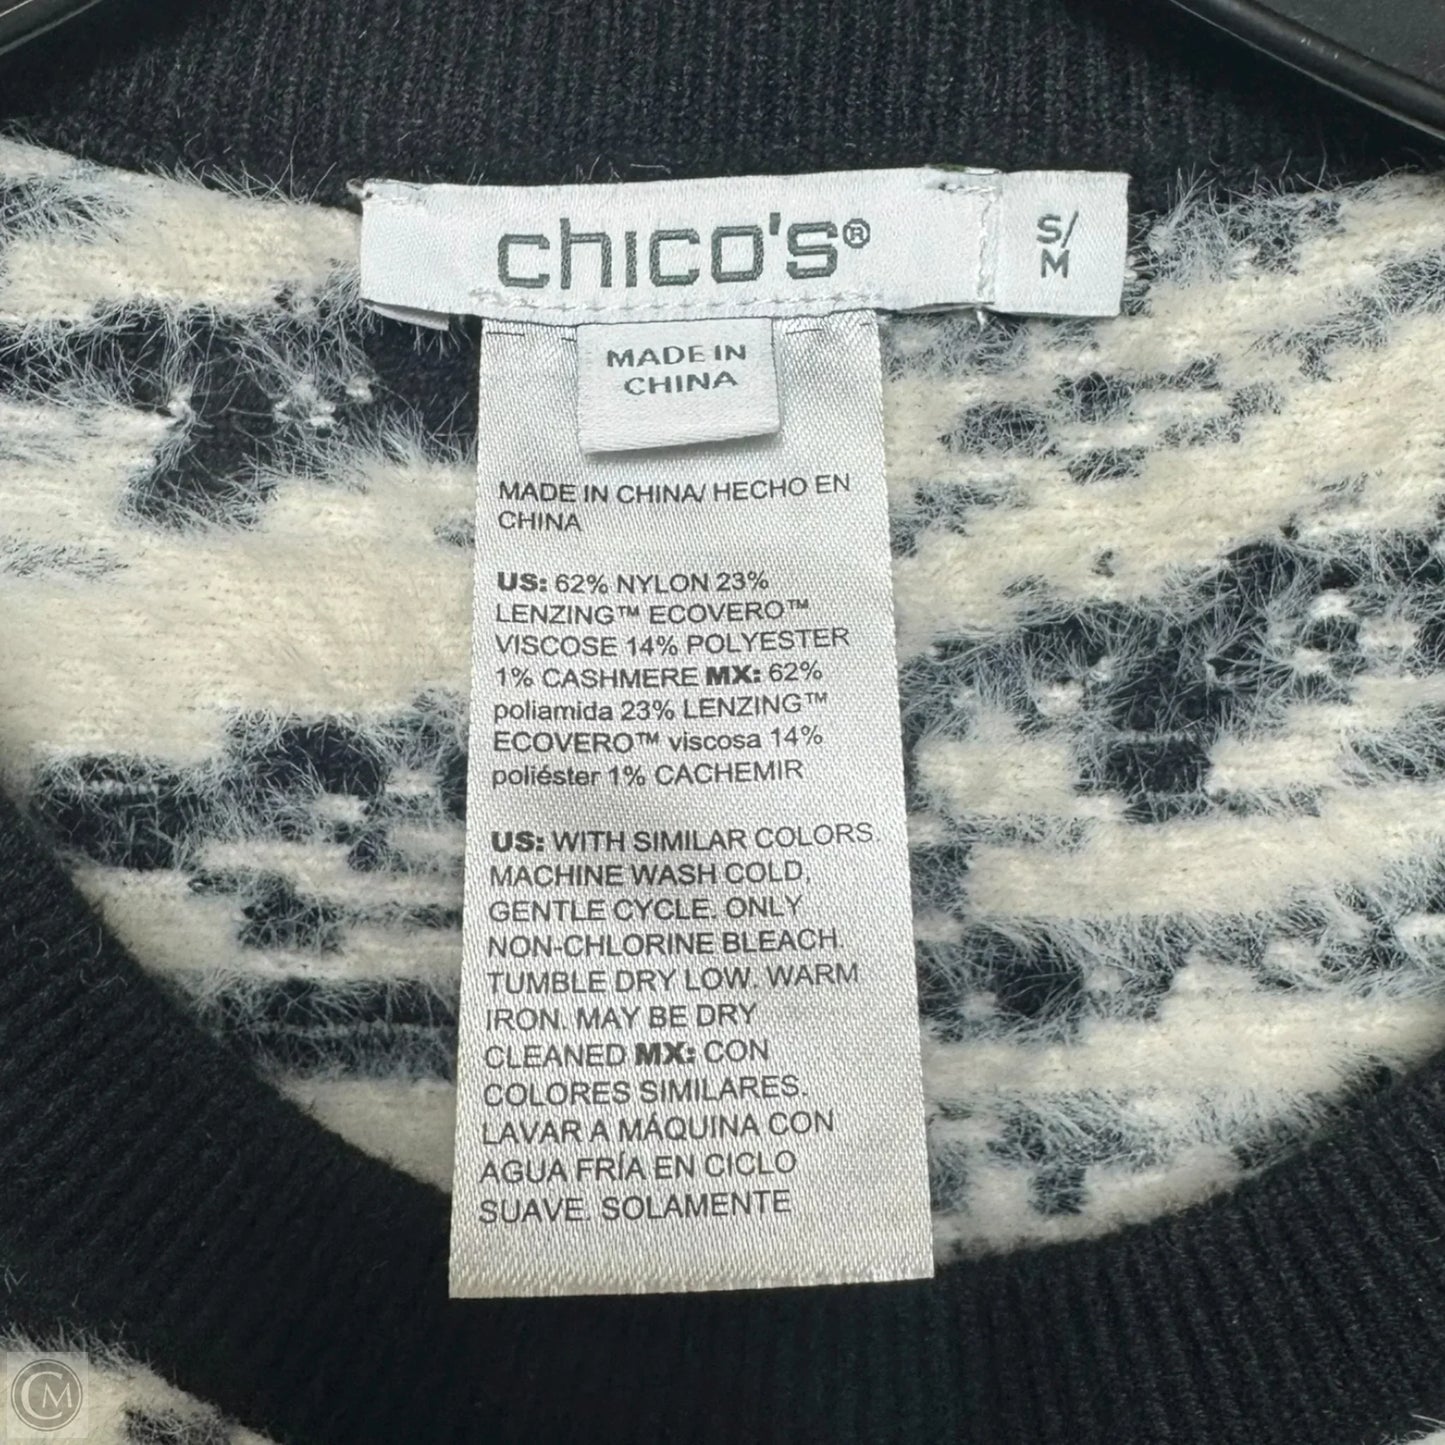 chico's®
S/
M
MADE IN
CHINA
MADE IN CHINA/ HECHO EN
CHINA
US: 62% NYLON 23%
LENZING™ ECOVERO™
VISCOSE 14% POLYESTER
1% CASHMERE MX: 62%
poliamida 23% LENZING™
ECOVERO™ viscosa 14%
poliéster 1% CACHEMIR
US: WITH SIMILAR COLORS.
MACHINE WASH COLD,
GENTLE CYCLE. ONLY
NON-CHLORINE BLEACH.
TUMBLE DRY LOW. WARM
IRON. MAY BE DRY
CLEANED MX: CON
COLORES SIMILARES.
LAVAR A MÁQUINA CON
AGUA FRÍA EN CICLO
SUAVE. SOLAMENTE
CM